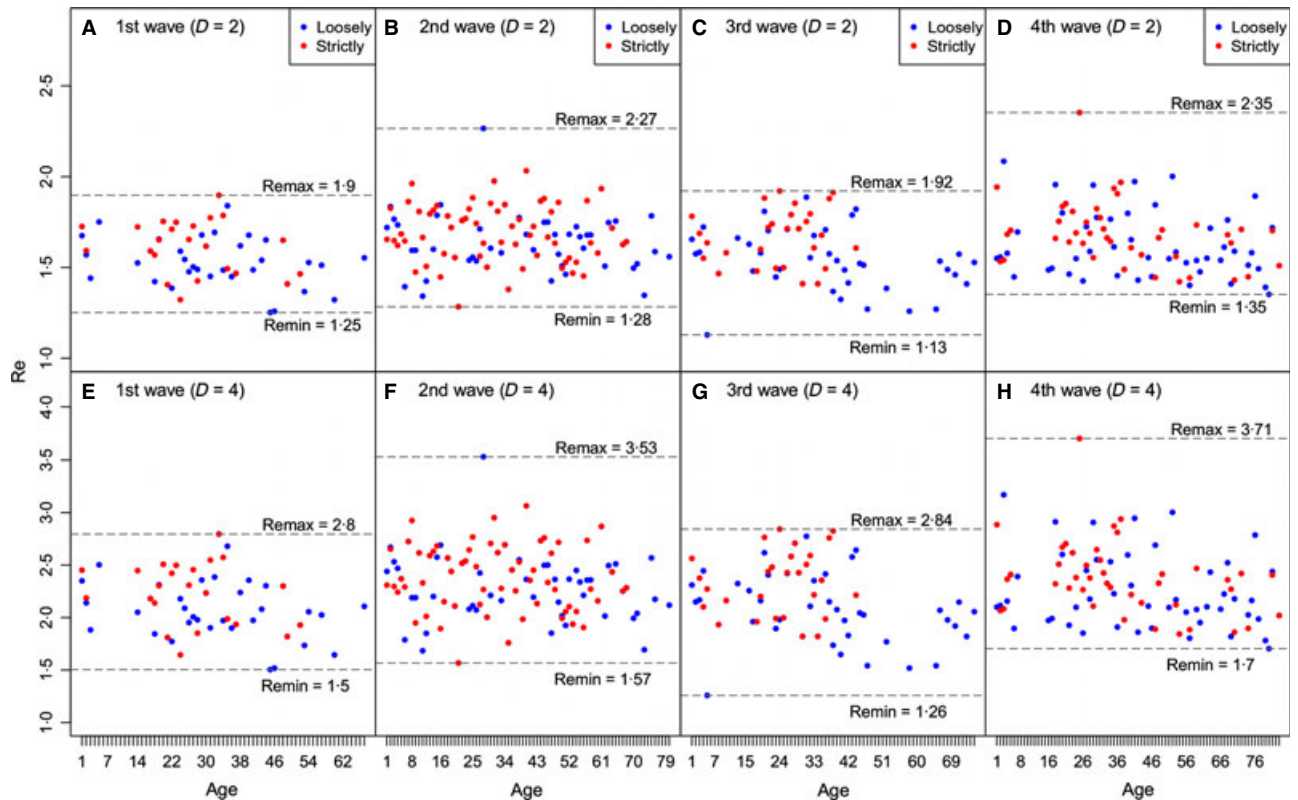 A 1st wave (D = 2)
Loosely
Strictly
B 2nd wave (D = 2)
Loosely
Strictly
C 3rd wave (D = 2)
Loosely
Strictly
D 4th wave (D = 2)
Loosely
Strictly
2·5
2·0
1·5
1·0
Remax = 1·9
Remin = 1·25
Remax = 2·27
Remin = 1·28
Remax = 1·92
Remin = 1·13
Remax = 2·35
Remin = 1·35
Re
E 1st wave (D = 4)
F 2nd wave (D = 4)
G 3rd wave (D = 4)
H 4th wave (D = 4)
4·0
3·5
3·0
2·5
2·0
1·5
1·0
Remax = 2·8
Remin = 1·5
Remax = 3·53
Remin = 1·57
Remax = 2·84
Remin = 1·26
Remax = 3·71
Remin = 1·7
1 7 14 22 30 38 46 54 62
1 8 16 25 34 43 52 61 70 79
1 7 15 24 33 42 51 60 69
1 8 16 26 36 46 56 66 76
Age
Age
Age
Age